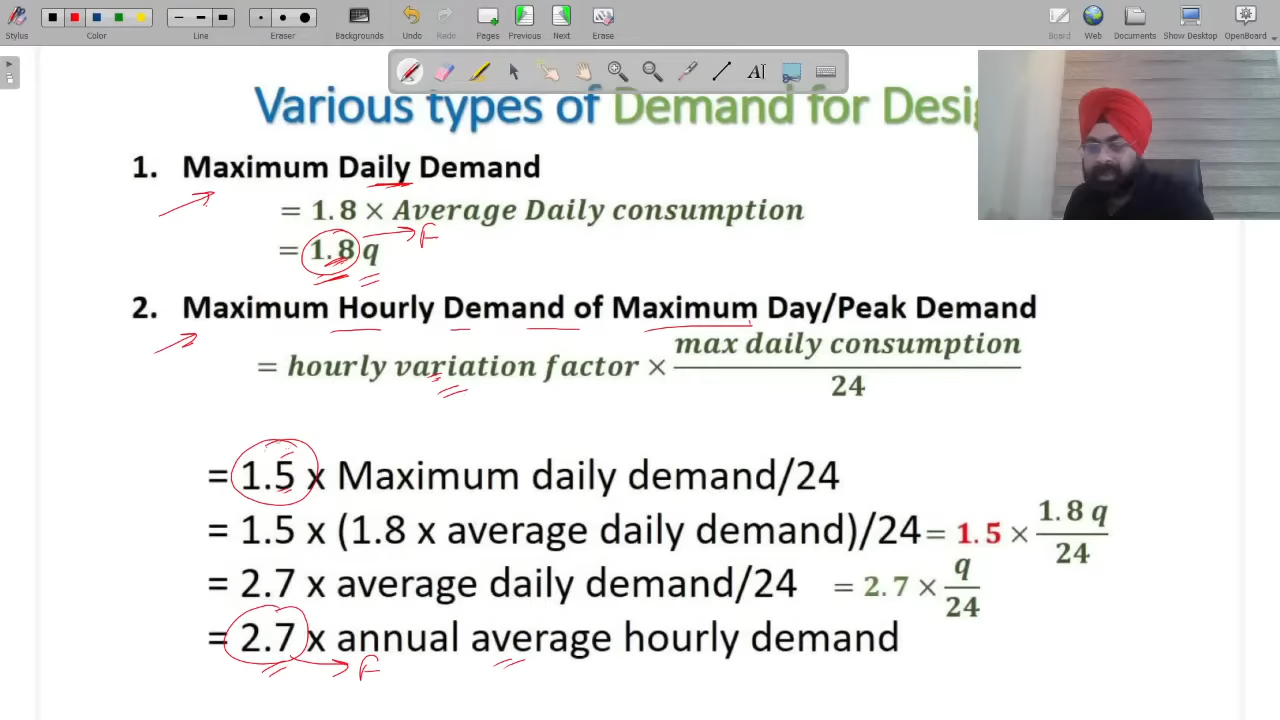 Stylus
Color
Line
Eraser
Backgrounds
Undo
Redo
Pages
Previous
Next
Erase
Board
Web
Documents
Show Desktop
OpenBoard
Various types of Demand for Desi
1. Maximum Daily Demand
= 1.8 × Average Daily consumption
= 1.8 q
F
2. Maximum Hourly Demand of Maximum Day/Peak Demand
= hourly variation factor × max daily consumption / 24
= 1.5 x Maximum daily demand/24
= 1.5 x (1.8 x average daily demand)/24 = 1.5 × 1.8 q / 24
= 2.7 x average daily demand/24 = 2.7 × q / 24
= 2.7 x annual average hourly demand
F